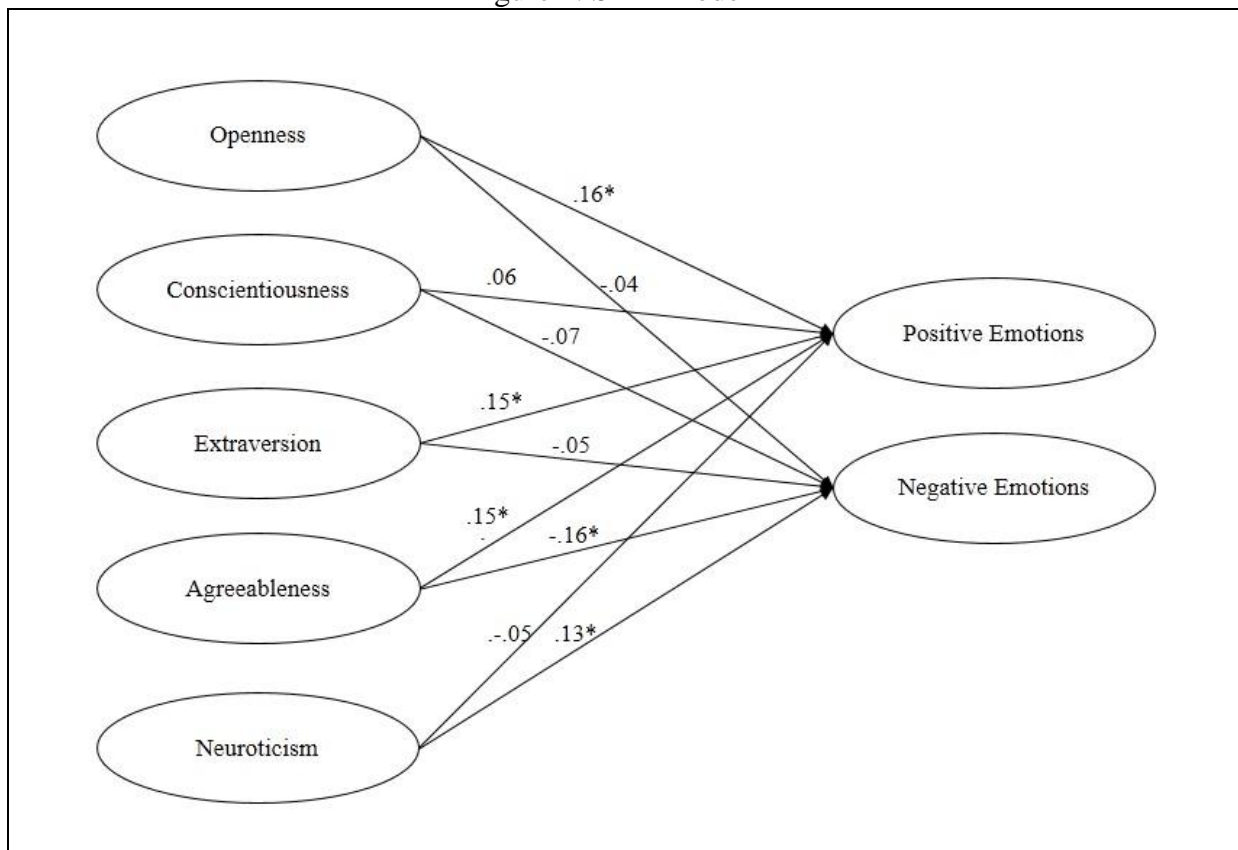 Openness
.16*
Conscientiousness
.06
-.04
Positive Emotions
-.07
.15*
Extraversion
-.05
Negative Emotions
.15*
.
-.16*
Agreeableness
.-.05
.13*
Neuroticism